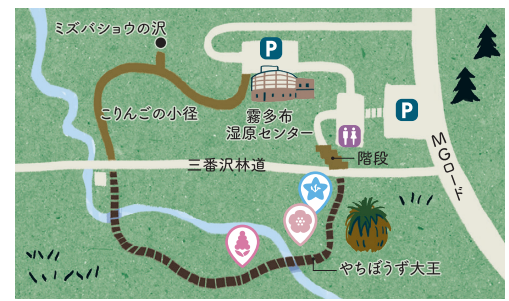 ミズバショウの沢
P
P
こりんごの小径
霧多布
湿原センター
MGロード
階段
三番沢林道
やちぼうず大王